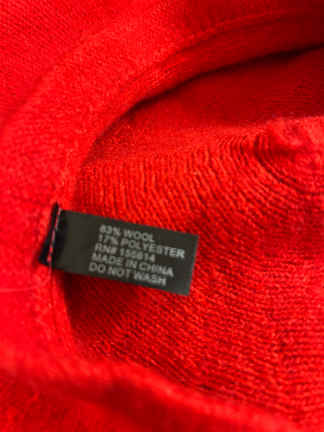 83% WOOL
17% POLYESTER
RN# 155614
MADE IN CHINA
DO NOT WASH